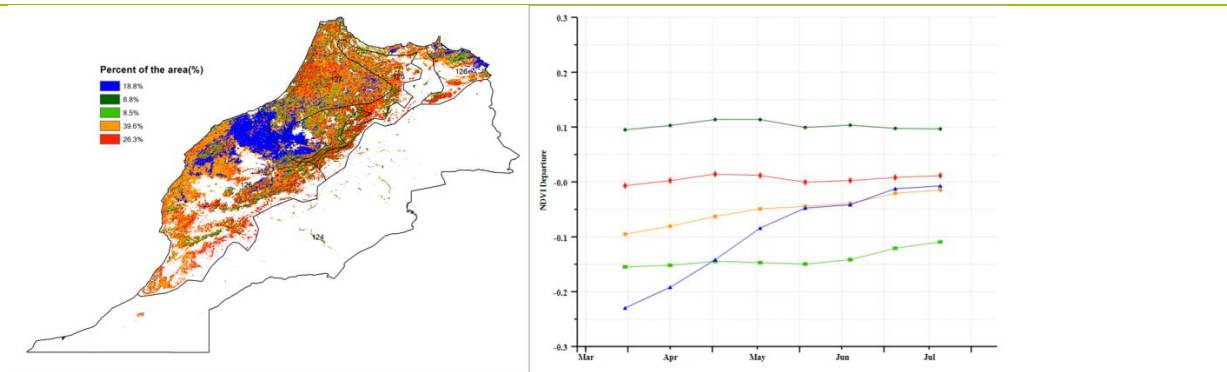 Percent of the area(%)
18.8%
6.8%
8.5%
39.6%
26.3%
126
124
NDVI Departure
0.3
0.2
0.1
-0.0
-0.1
-0.2
-0.3
Mar
Apr
May
Jun
Jul